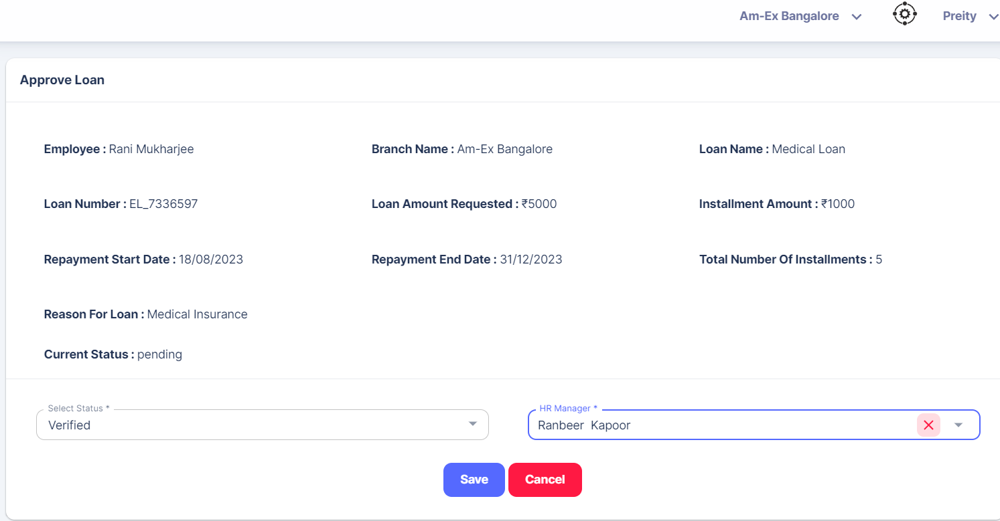 Am-Ex Bangalore Preity
Approve Loan
Employee : Rani Mukharjee Branch Name : Am-Ex Bangalore Loan Name : Medical Loan
Loan Number : EL_7336597 Loan Amount Requested : ₹5000 Installment Amount : ₹1000
Repayment Start Date : 18/08/2023 Repayment End Date : 31/12/2023 Total Number Of Installments : 5
Reason For Loan : Medical Insurance
Current Status : pending
Select Status * HR Manager *
Verified Ranbeer Kapoor
Save Cancel